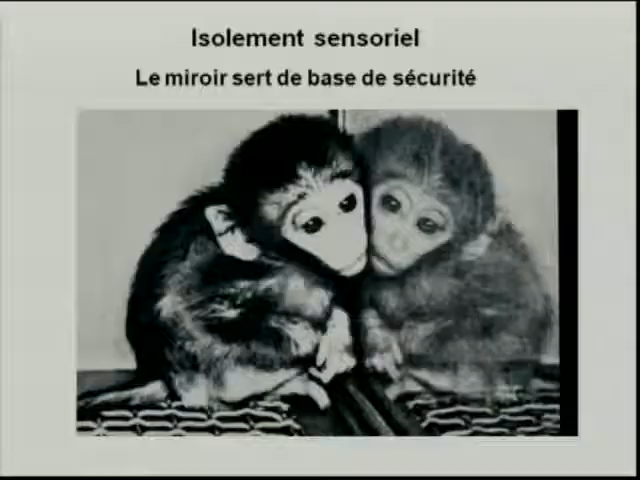 Isolement sensoriel
Le miroir sert de base de sécurité